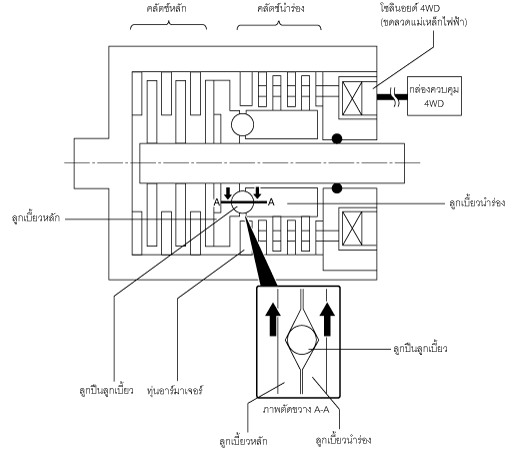 คลัตช์หลัก
คลัตช์นำร่อง
โซลินอยด์ 4WD
(ขดลวดแม่เหล็กไฟฟ้า)
กล่องควบคุม
4WD
A
A
ลูกเบี้ยวหลัก
ลูกเบี้ยวนำร่อง
ลูกปืนลูกเบี้ยว
ทุ่นอาร์มาเจอร์
ลูกปืนลูกเบี้ยว
ภาพตัดขวาง A-A
ลูกเบี้ยวหลัก
ลูกเบี้ยวนำร่อง